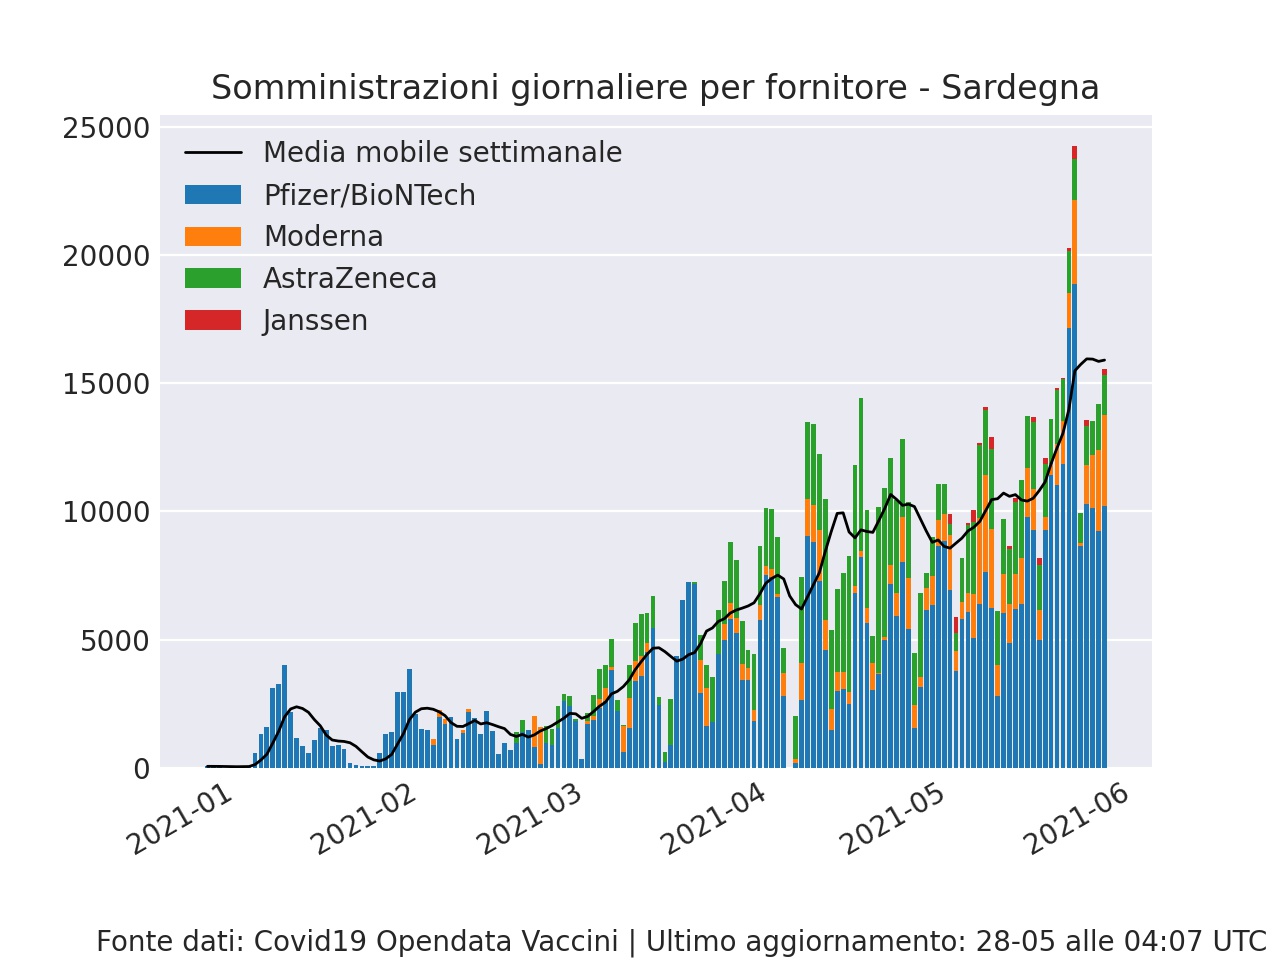 Somministrazioni giornaliere per fornitore - Sardegna
25000
20000
15000
10000
5000
0
Media mobile settimanale
Pfizer/BioNTech
Moderna
AstraZeneca
Janssen
2021-01
2021-02
2021-03
2021-04
2021-05
2021-06
Fonte dati: Covid19 Opendata Vaccini | Ultimo aggiornamento: 28-05 alle 04:07 UTC